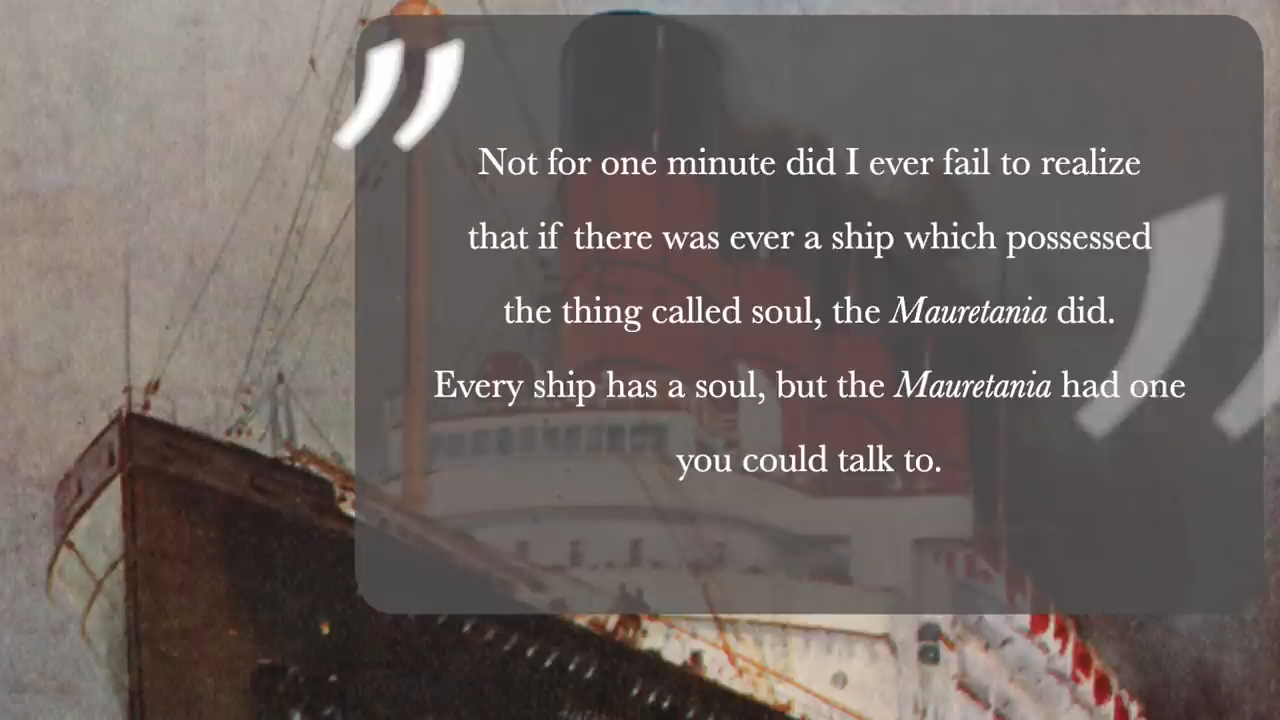 ”
Not for one minute did I ever fail to realize
that if there was ever a ship which possessed
the thing called soul, the Mauretania did.
Every ship has a soul, but the Mauretania had one
you could talk to.
”